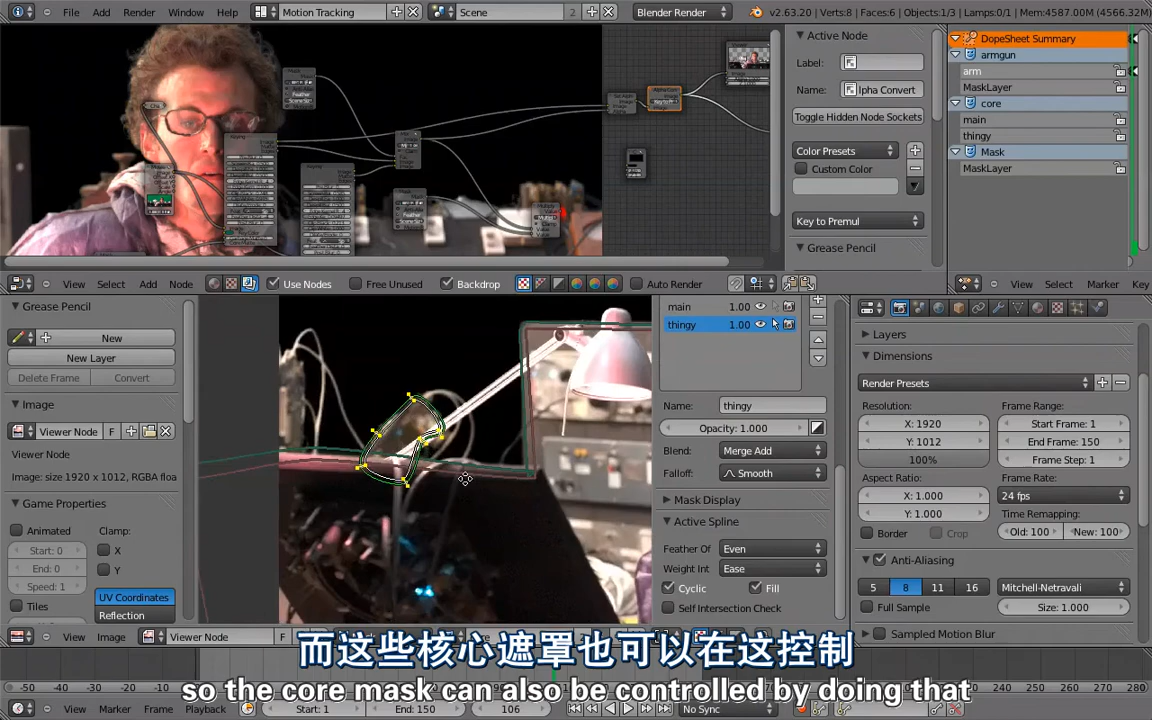 File Add Render Window Help Motion Tracking Scene 2 Blender Render v2.63.20 | Verts:8 | Faces:6 | Objects:1/3 | Lamps:0/1 | Mem:4587.00M (4566.32M)
Active Node
Label:
Name: lpha Convert
Toggle Hidden Node Sockets
Color Presets
Custom Color
Key to Premul
Grease Pencil
DopeSheet Summary
armgun
arm
MaskLayer
core
main
thingy
Mask
MaskLayer
View Select Add Node Use Nodes Free Unused Backdrop Auto Render View Select Marker Key
Grease Pencil
New
New Layer
Delete Frame Convert
Image
Viewer Node F
Viewer Node
Image: size 1920 x 1012, RGBA floa
Game Properties
Animated Clamp:
Start: 0 X
End: 0 Y
Speed: 1
Tiles UV Coordinates
Reflection
main 1.00
thingy 1.00
Name: thingy
Opacity: 1.000
Blend: Merge Add
Falloff: Smooth
Mask Display
Active Spline
Feather Of Even
Weight Int Ease
Cyclic Fill
Self Intersection Check
Layers
Dimensions
Render Presets
Resolution: Frame Range:
X: 1920 Start Frame: 1
Y: 1012 End Frame: 150
100% Frame Step: 1
Aspect Ratio: Frame Rate:
X: 1.000 24 fps
Y: 1.000 Time Remapping:
Border Crop Old: 100 New: 100
Anti-Aliasing
5 8 11 16 Mitchell-Netravali
Full Sample Size: 1.000
Sampled Motion Blur
View Image Viewer Node
而这些核心遮罩也可以在这控制
so the core mask can also be controlled by doing that
View Marker Frame Playback Start: 1 End: 150 106 No Sync